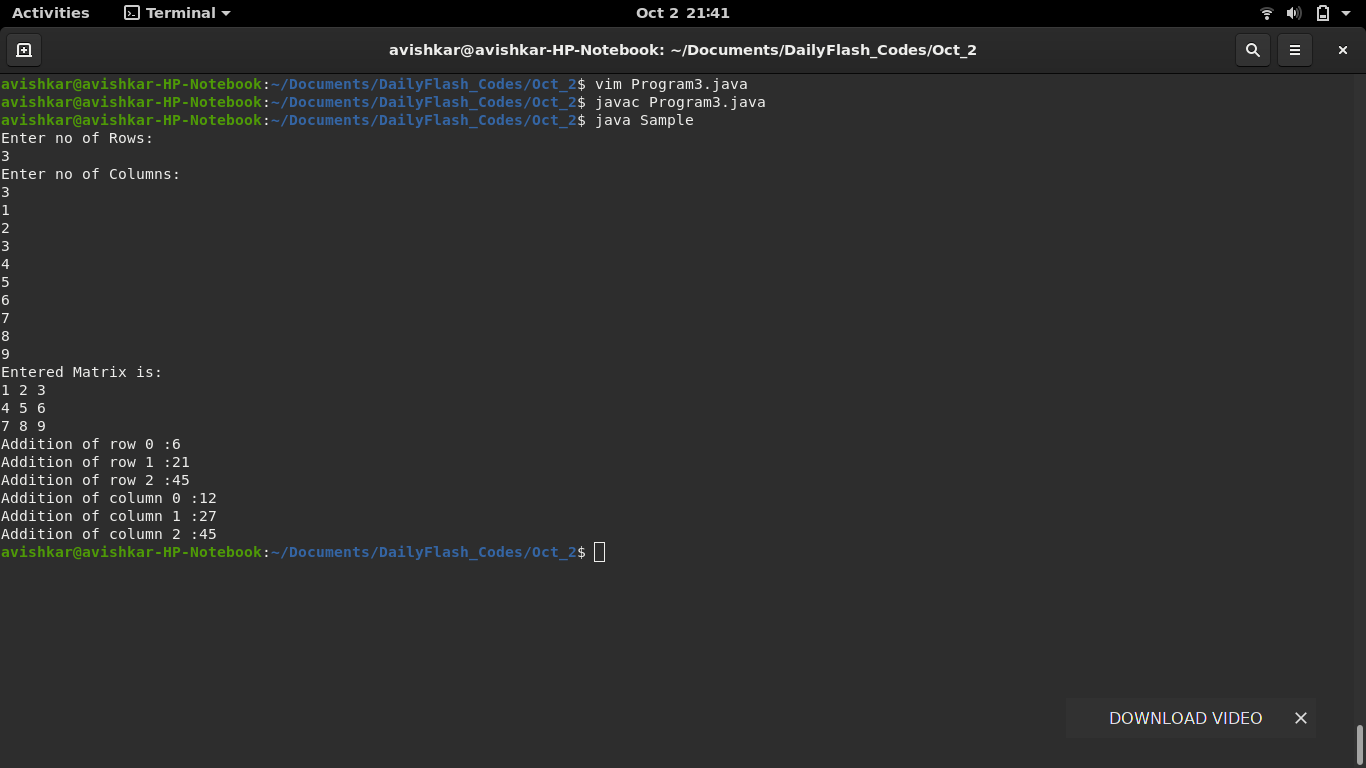 Activities Terminal Oct 2 21:41
avishkar@avishkar-HP-Notebook: ~/Documents/DailyFlash_Codes/Oct_2
avishkar@avishkar-HP-Notebook:~/Documents/DailyFlash_Codes/Oct_2$ vim Program3.java
avishkar@avishkar-HP-Notebook:~/Documents/DailyFlash_Codes/Oct_2$ javac Program3.java
avishkar@avishkar-HP-Notebook:~/Documents/DailyFlash_Codes/Oct_2$ java Sample
Enter no of Rows:
3
Enter no of Columns:
3
1
2
3
4
5
6
7
8
9
Entered Matrix is:
1 2 3
4 5 6
7 8 9
Addition of row 0 :6
Addition of row 1 :21
Addition of row 2 :45
Addition of column 0 :12
Addition of column 1 :27
Addition of column 2 :45
avishkar@avishkar-HP-Notebook:~/Documents/DailyFlash_Codes/Oct_2$
DOWNLOAD VIDEO